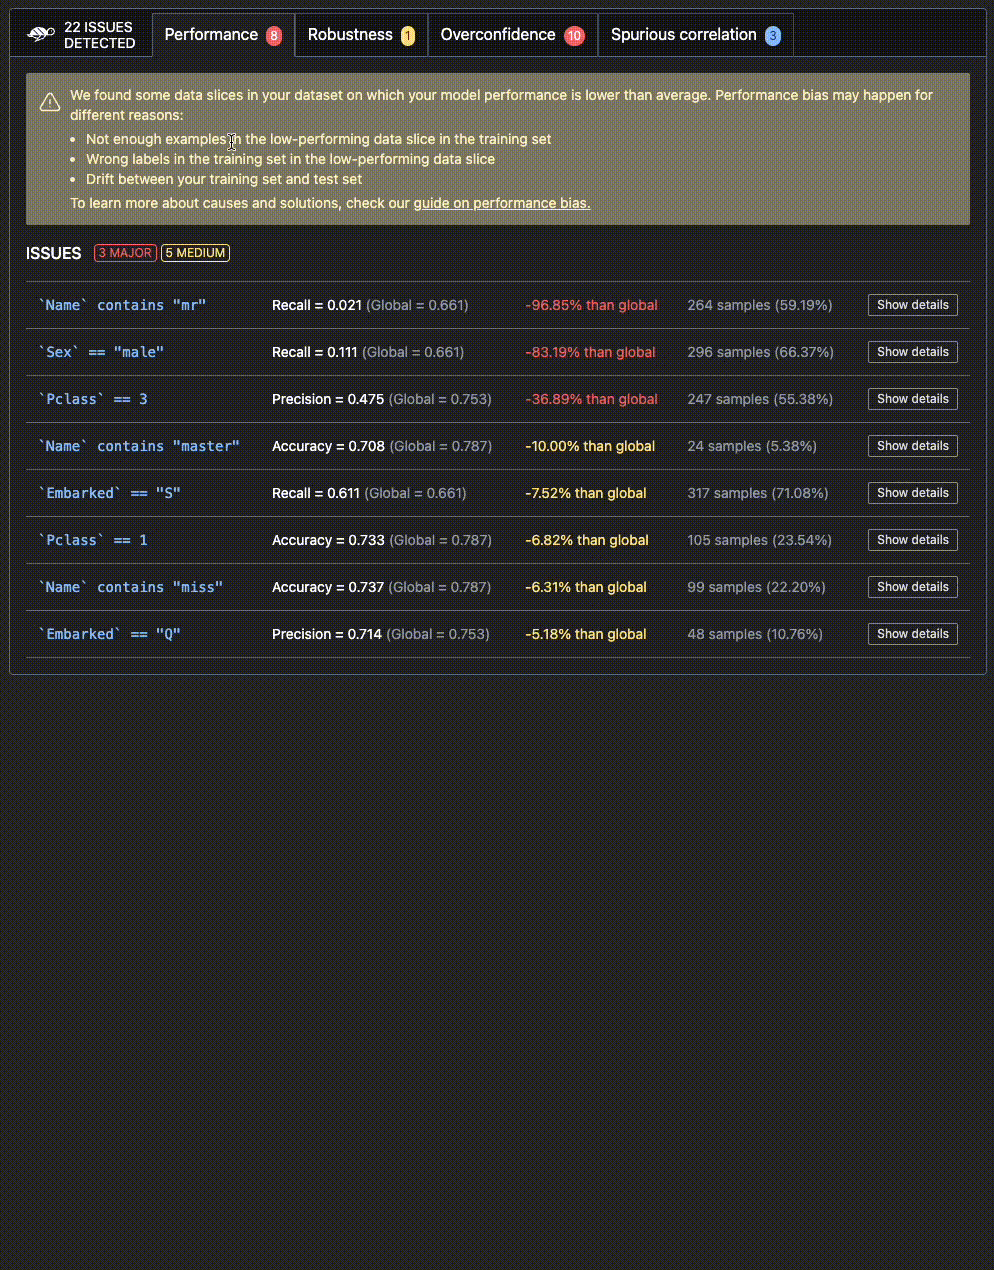 22 ISSUES
DETECTED
Performance 8
Robustness 1
Overconfidence 10
Spurious correlation 3
We found some data slices in your dataset on which your model performance is lower than average. Performance bias may happen for
different reasons:
• Not enough examples in the low-performing data slice in the training set
• Wrong labels in the training set in the low-performing data slice
• Drift between your training set and test set
To learn more about causes and solutions, check our guide on performance bias.
ISSUES 3 MAJOR 5 MEDIUM
`Name` contains "mr" Recall = 0.021 (Global = 0.661) -96.85% than global 264 samples (59.19%) Show details
`Sex` == "male" Recall = 0.111 (Global = 0.661) -83.19% than global 296 samples (66.37%) Show details
`Pclass` == 3 Precision = 0.475 (Global = 0.753) -36.89% than global 247 samples (55.38%) Show details
`Name` contains "master" Accuracy = 0.708 (Global = 0.787) -10.00% than global 24 samples (5.38%) Show details
`Embarked` == "S" Recall = 0.611 (Global = 0.661) -7.52% than global 317 samples (71.08%) Show details
`Pclass` == 1 Accuracy = 0.733 (Global = 0.787) -6.82% than global 105 samples (23.54%) Show details
`Name` contains "miss" Accuracy = 0.737 (Global = 0.787) -6.31% than global 99 samples (22.20%) Show details
`Embarked` == "Q" Precision = 0.714 (Global = 0.753) -5.18% than global 48 samples (10.76%) Show details